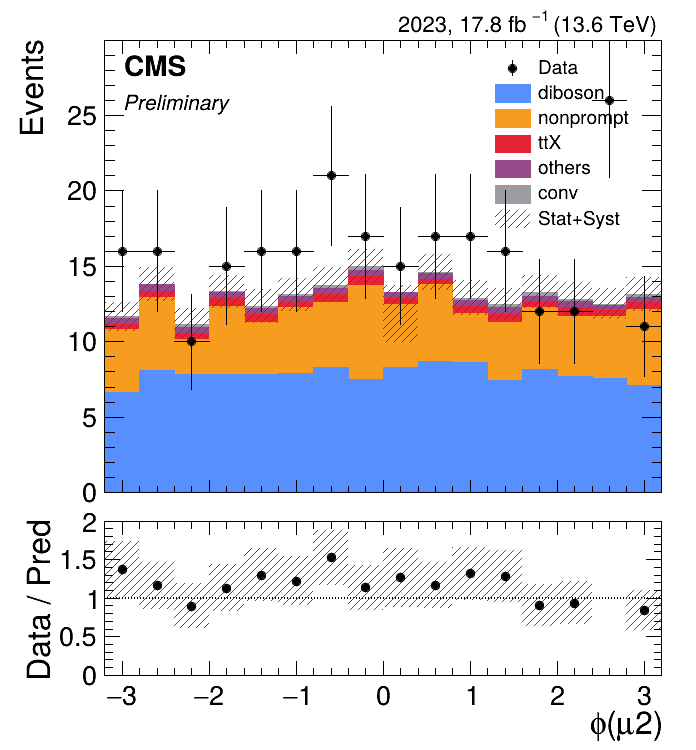 2023, 17.8 fb⁻¹ (13.6 TeV)
CMS
Preliminary
Events
25
20
15
10
5
0
Data
diboson
nonprompt
ttX
others
conv
Stat+Syst
Data / Pred
2
1.5
1
0.5
0
−3 −2 −1 0 1 2 3
ϕ(μ2)